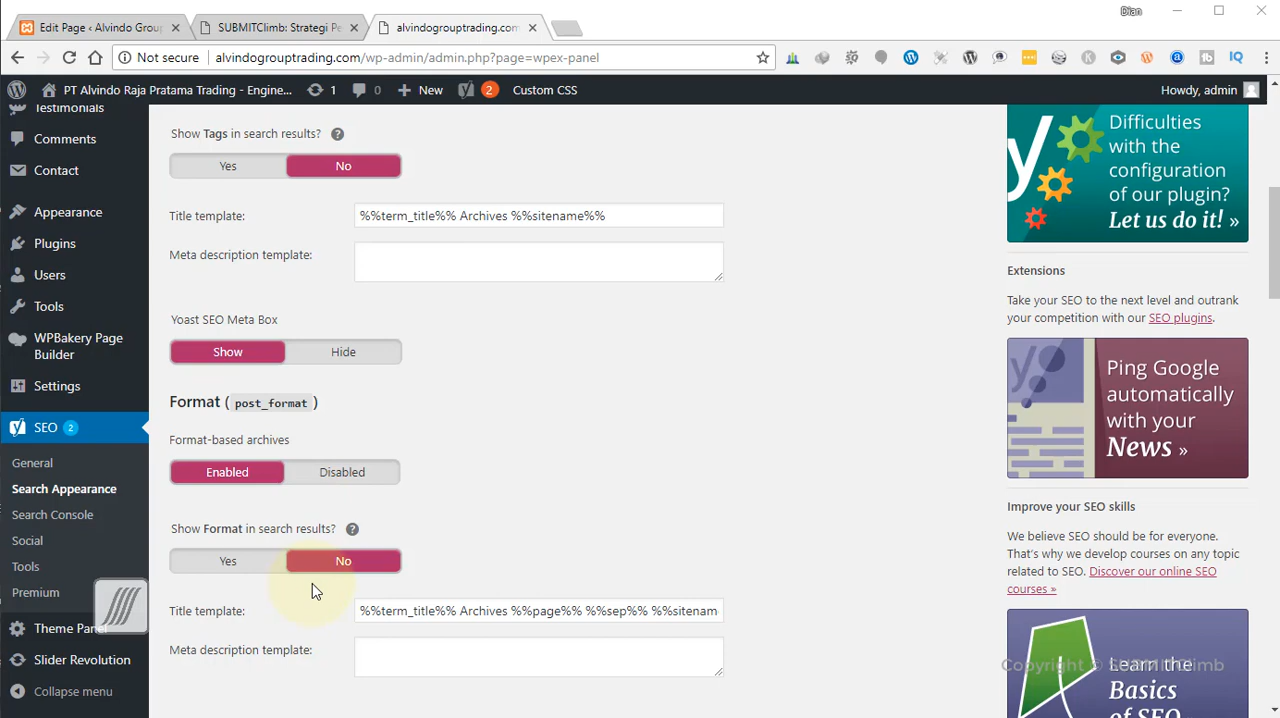 Dian
Edit Page ‹ Alvindo Grou
SUBMITClimb: Strategi Pe
alvindogrouptrading.com
Not secure
alvindogrouptrading.com/wp-admin/admin.php?page=wpex-panel
PT Alvindo Raja Pratama Trading - Engine...
1
0
New
2
Custom CSS
Howdy, admin
Testimonials
Comments
Contact
Appearance
Plugins
Users
Tools
WPBakery Page
Builder
Settings
SEO 2
General
Search Appearance
Search Console
Social
Tools
Premium
Theme Panel
Slider Revolution
Collapse menu
Show Tags in search results?
Yes
No
Title template:
%%term_title%% Archives %%sitename%%
Meta description template:
Yoast SEO Meta Box
Show
Hide
Format ( post_format )
Format-based archives
Enabled
Disabled
Show Format in search results?
Yes
No
Title template:
%%term_title%% Archives %%page%% %%sep%% %%sitenam
Meta description template:
Difficulties
with the
configuration
of our plugin?
Let us do it! »
Extensions
Take your SEO to the next level and outrank
your competition with our SEO plugins.
Ping Google
automatically
with your
News »
Improve your SEO skills
We believe SEO should be for everyone.
That's why we develop courses on any topic
related to SEO. Discover our online SEO
courses »
Learn the
Basics
of SEO
Copyright © SUBMITClimb